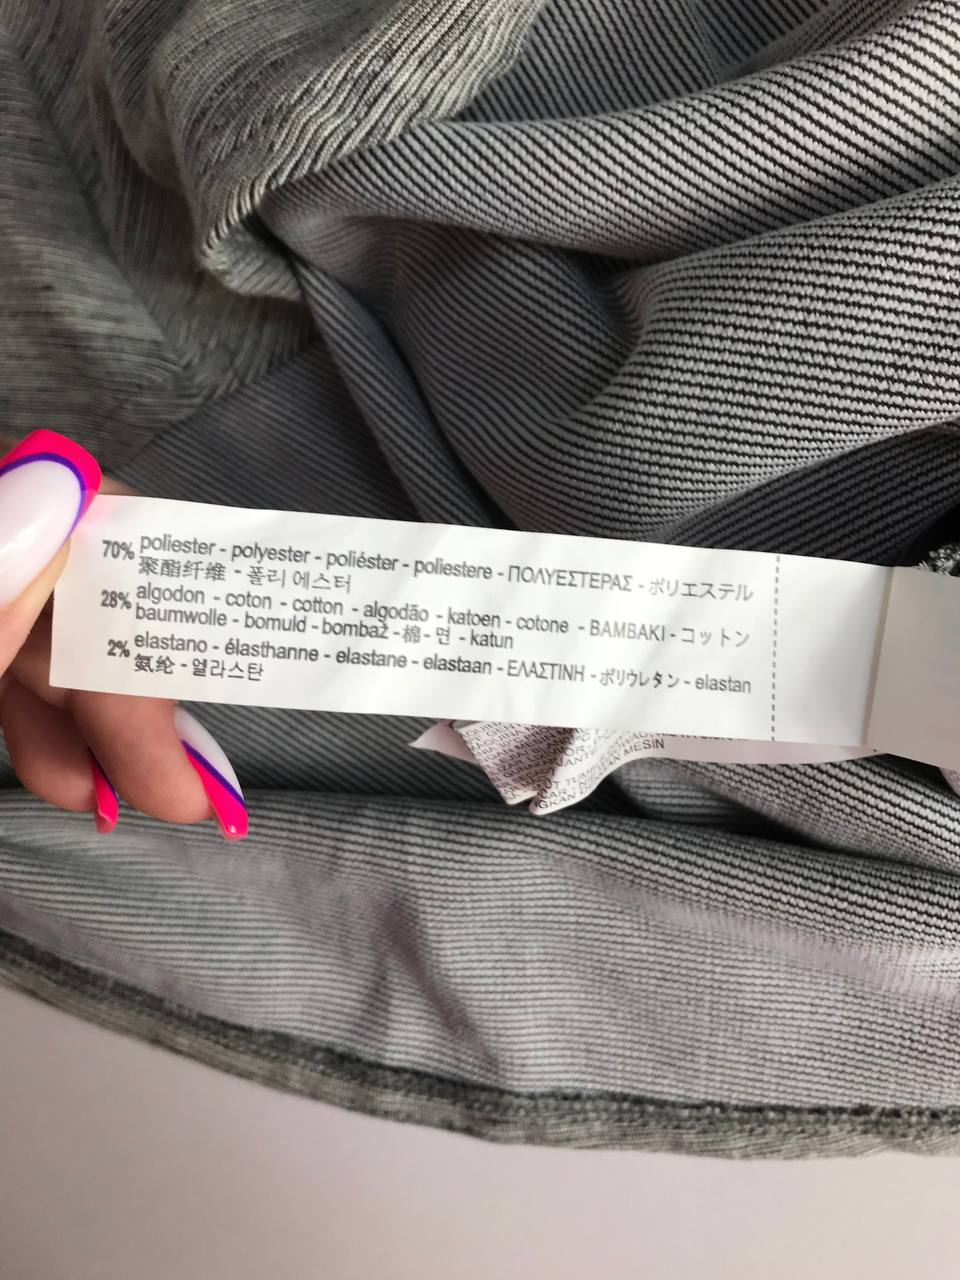 70% poliester - polyester - poliéster - poliestere - ΠΟΛΥΕΣΤΕΡΑΣ - ポリエステル
聚酯纤维 - 폴리 에스터
28% algodon - coton - cotton - algodão - katoen - cotone - BAMBAKI - コットン
baumwolle - bomuld - bombaž - 棉 - 면 - katun
2% elastano - élasthanne - elastane - elastaan - ΕΛΑΣΤΙΝΗ - ポリウレタン - elastan
氨纶 - 엘라스탄
MESIN